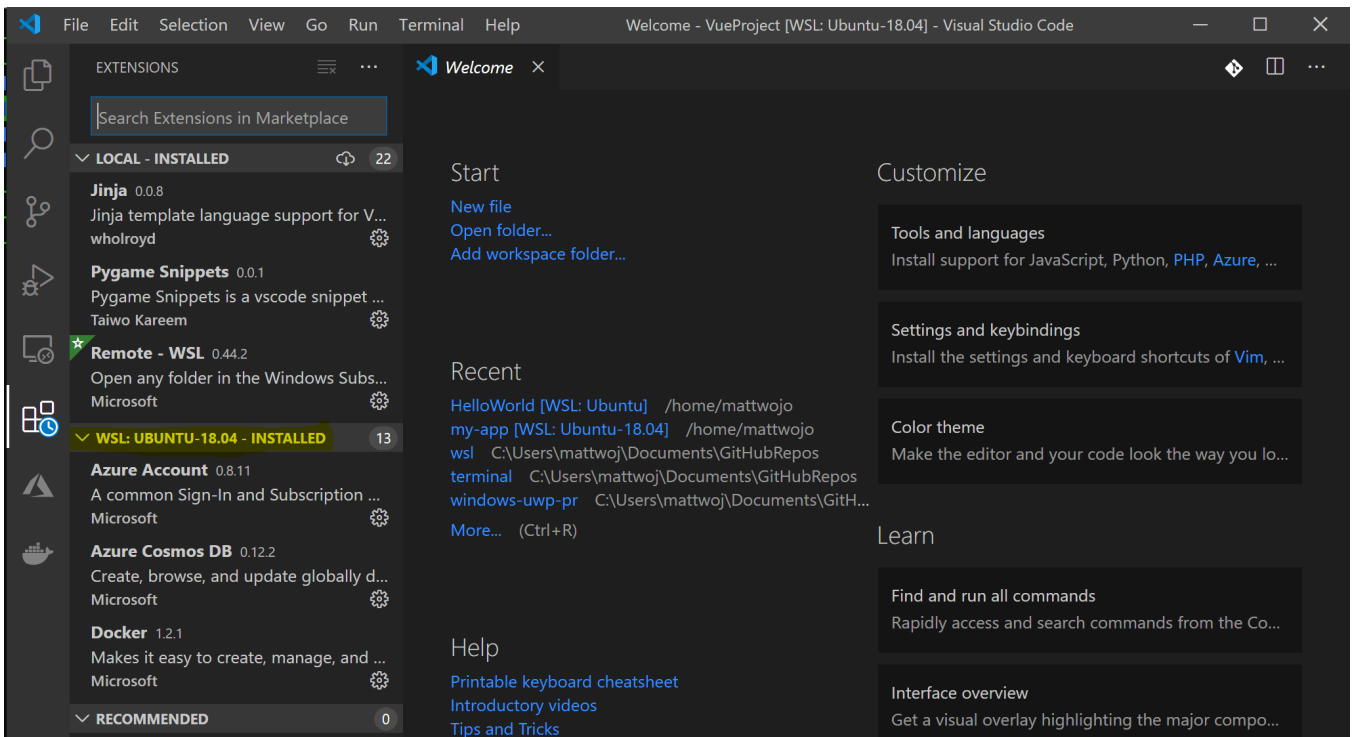 File Edit Selection View Go Run Terminal Help Welcome - VueProject [WSL: Ubuntu-18.04] - Visual Studio Code
EXTENSIONS
Search Extensions in Marketplace
LOCAL - INSTALLED 22
Jinja 0.0.8
Jinja template language support for V...
wholroyd
Pygame Snippets 0.0.1
Pygame Snippets is a vscode snippet ...
Taiwo Kareem
Remote - WSL 0.44.2
Open any folder in the Windows Subs...
Microsoft
WSL: UBUNTU-18.04 - INSTALLED 13
Azure Account 0.8.11
A common Sign-In and Subscription ...
Microsoft
Azure Cosmos DB 0.12.2
Create, browse, and update globally d...
Microsoft
Docker 1.2.1
Makes it easy to create, manage, and ...
Microsoft
RECOMMENDED 0
Welcome
Start
New file
Open folder...
Add workspace folder...
Recent
HelloWorld [WSL: Ubuntu] /home/mattwojo
my-app [WSL: Ubuntu-18.04] /home/mattwojo
wsl C:\Users\mattwoj\Documents\GitHubRepos
terminal C:\Users\mattwoj\Documents\GitHubRepos
windows-uwp-pr C:\Users\mattwoj\Documents\GitH...
More... (Ctrl+R)
Help
Printable keyboard cheatsheet
Introductory videos
Tips and Tricks
Customize
Tools and languages
Install support for JavaScript, Python, PHP, Azure, ...
Settings and keybindings
Install the settings and keyboard shortcuts of Vim, ...
Color theme
Make the editor and your code look the way you lo...
Learn
Find and run all commands
Rapidly access and search commands from the Co...
Interface overview
Get a visual overlay highlighting the major compo...